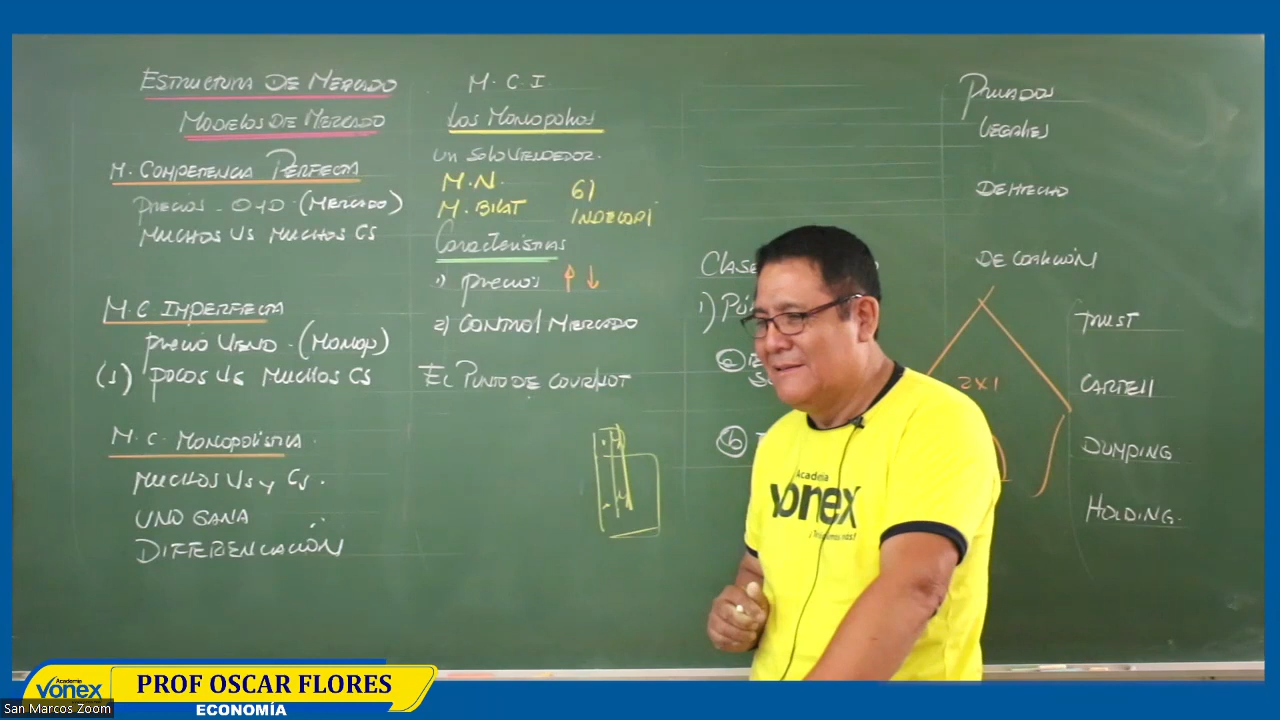 ESTRUCTURA DE MERCADO
MODELOS DE MERCADO
M. COMPETENCIA PERFECTA
PRECIOS - O y D - (MERCADO)
MUCHOS Vs MUCHOS Cs
M.C IMPERFECTA
PRECIO VEND - (MONOP)
(1) POCOS Vs MUCHOS Cs
M.C. MONOPOLISTICA.
MUCHOS Vs y Cs.
UNO GANA
DIFERENCIACIÓN
M. C. I
Los Monopolios
UN SOLO VENDEDOR.
M.N.
M. BILAT
61
INDECOPI
Características
1) PRECIOS
2) CONTROL MERCADO
EL PUNTO DE COURNOT
1) PÚ
a
b
PRIVADOS
LEGALES
DE HECHO
DE COALICIÓN
2X1
TRUST
CARTELL
DUMPING
HOLDING.
Academia
vonex
Academia
vonex
PROF OSCAR FLORES
ECONOMÍA
San Marcos Zoom